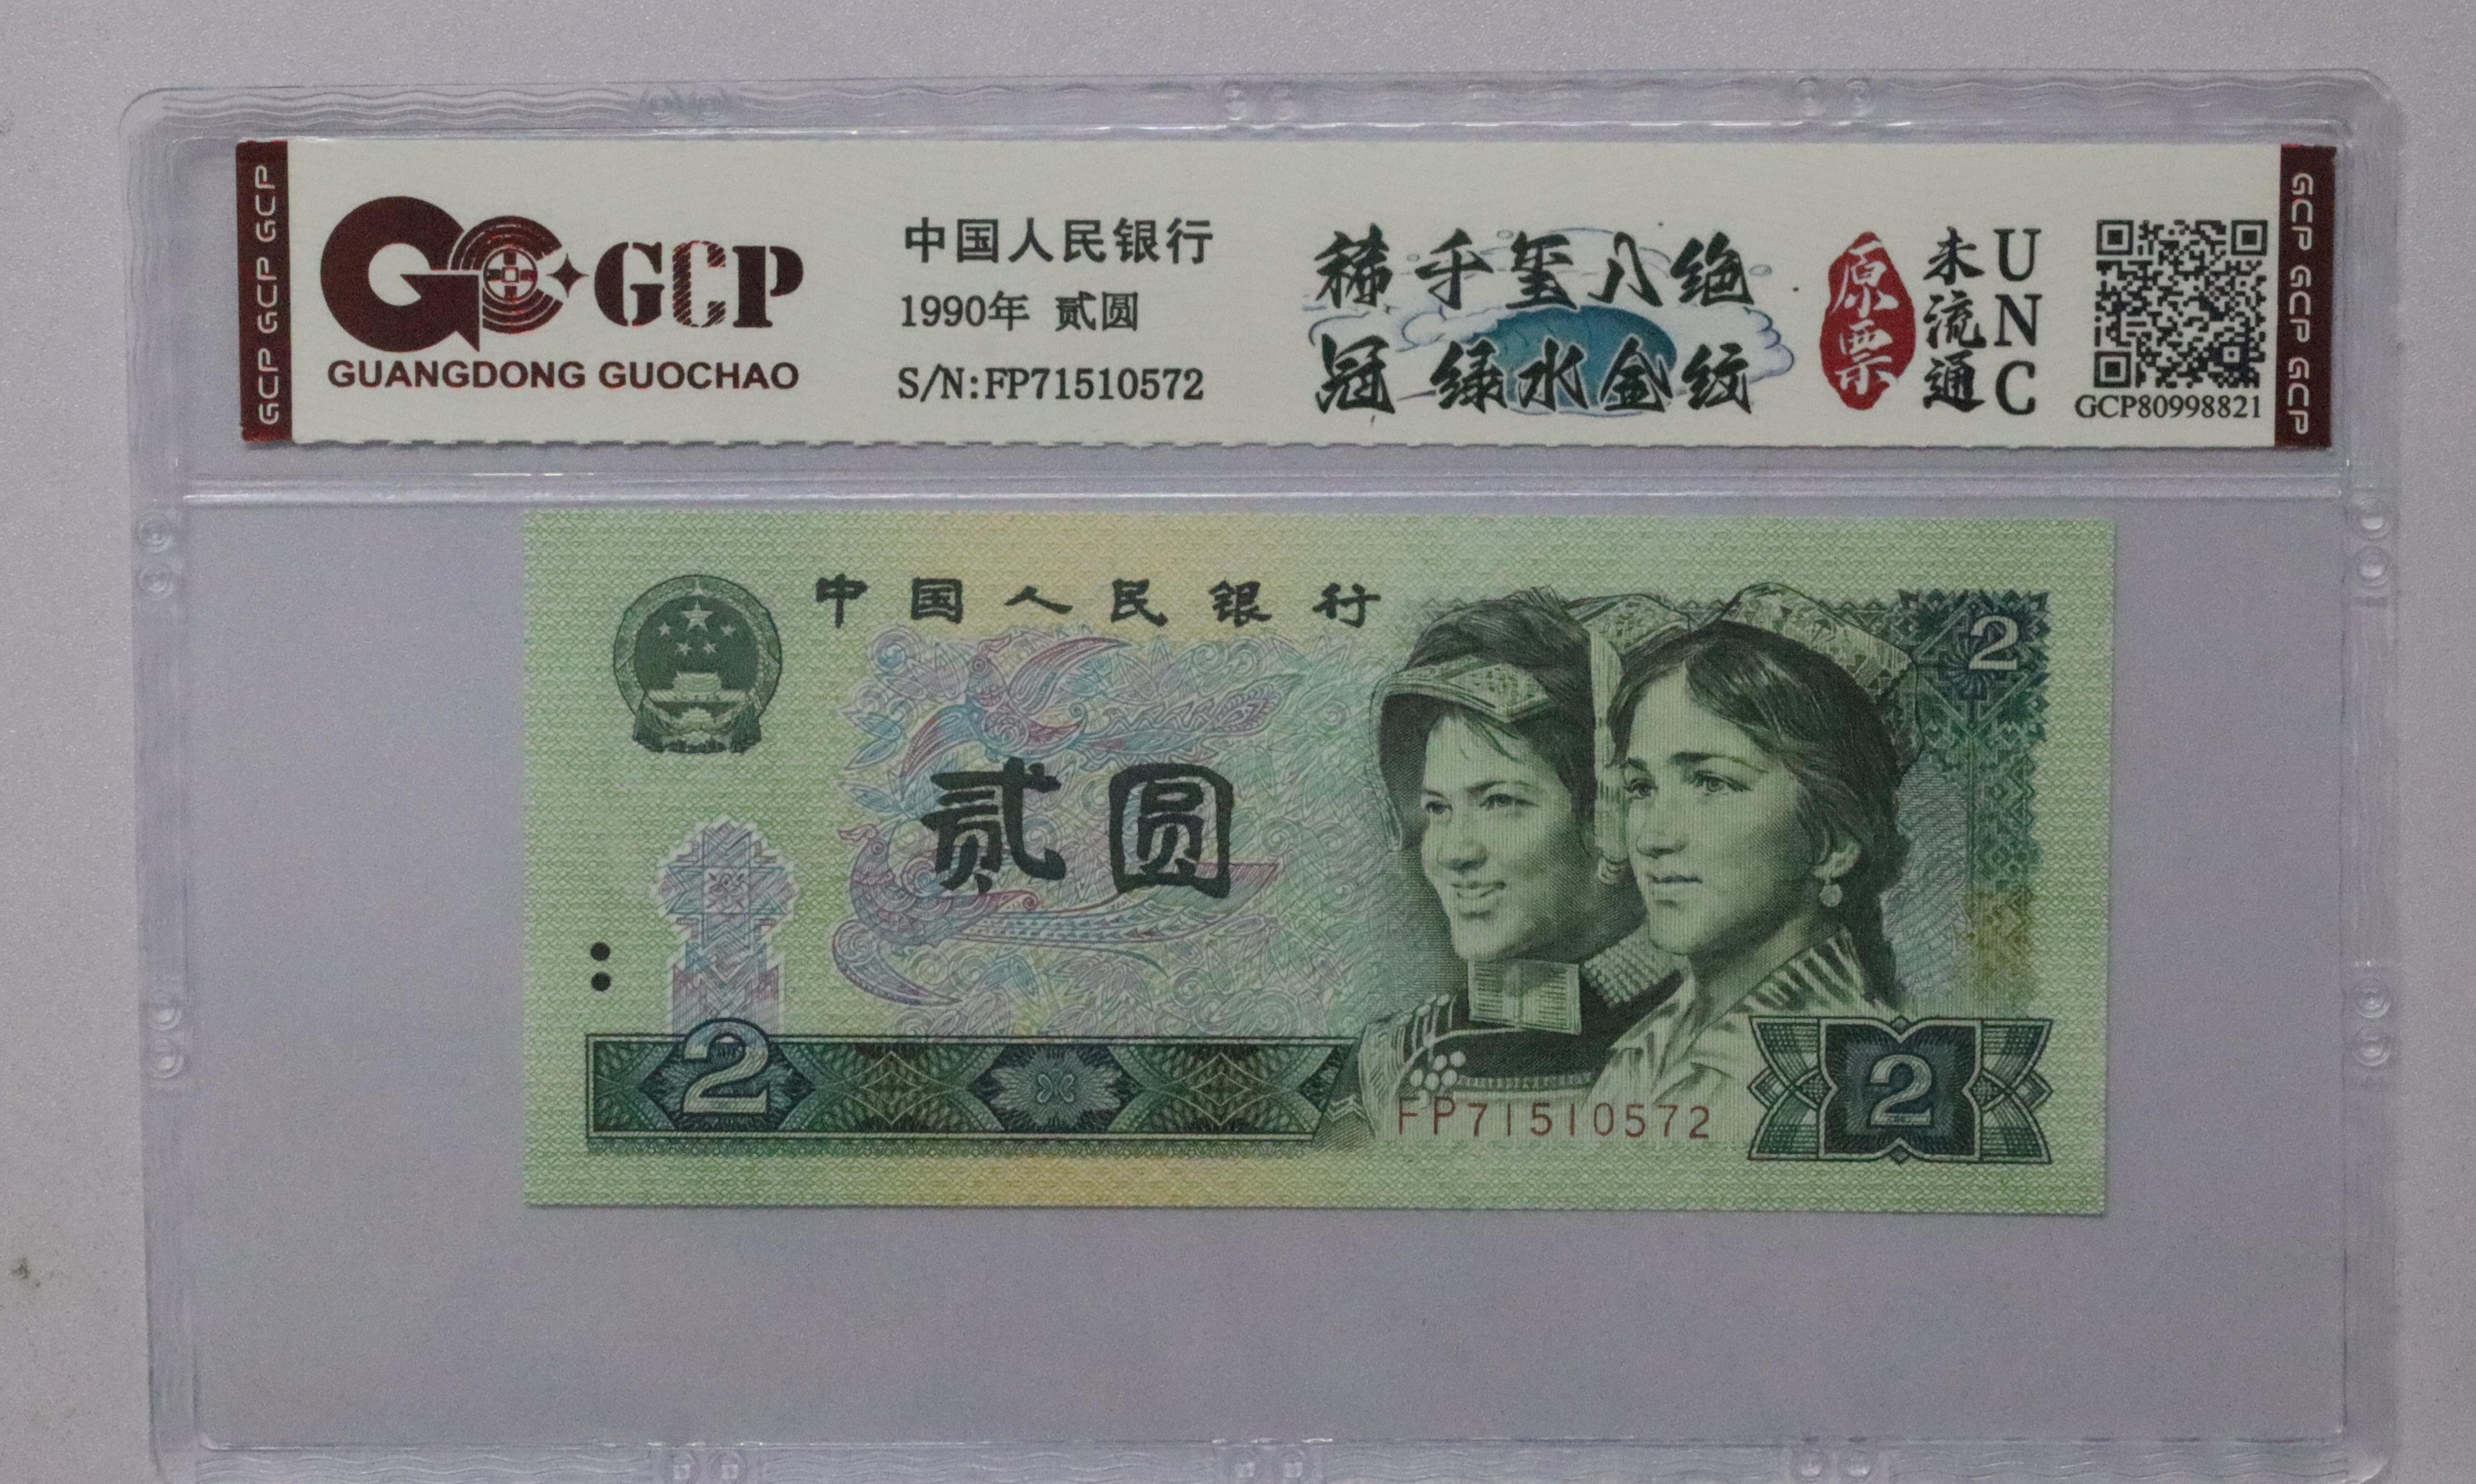 GCP GCP GCP
GCP
GUANGDONG GUOCHAO
中国人民银行
1990年 贰圆
S/N:FP71510572
稀千玺八绝
冠 绿水金纹
原票
未流通
UNC
GCP80998821
GCP GCP GCP
中国人民银行
2
贰圆
2
FP71510572
2